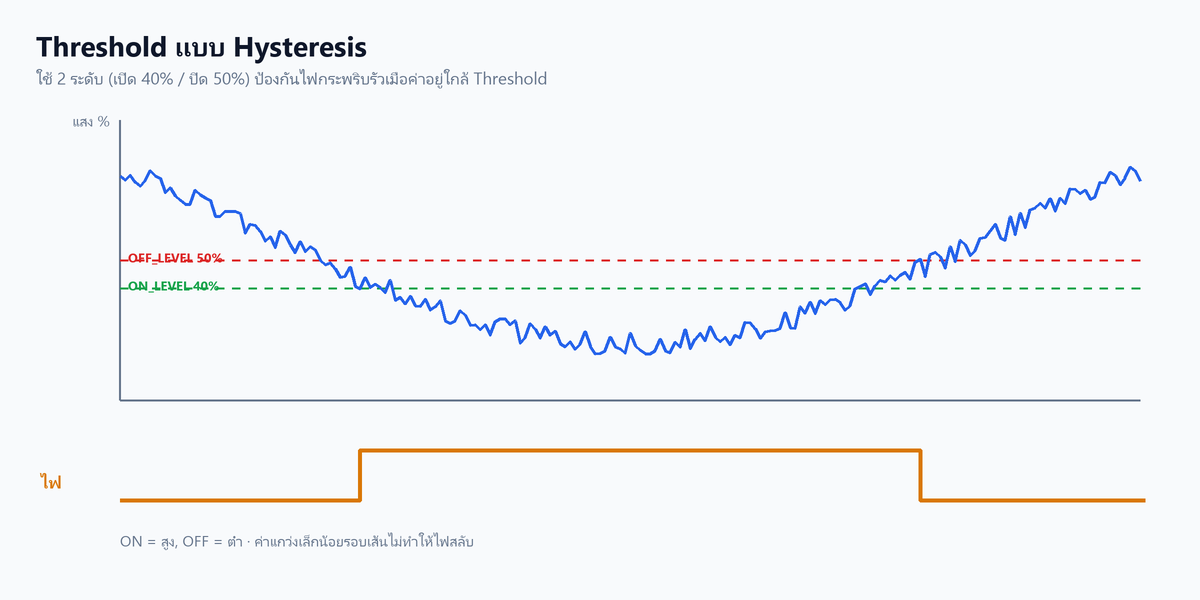 Threshold แบบ Hysteresis
ใช้ 2 ระดับ (เปิด 40% / ปิด 50%) ป้องกันไฟกระพริบรัวเมื่อค่าอยู่ใกล้ Threshold
แสง %
OFF_LEVEL 50%
ON_LEVEL 40%
ไฟ
ON = สูง, OFF = ต่ำ · ค่าแกว่งเล็กน้อยรอบเส้นไม่ทำให้ไฟสลับ